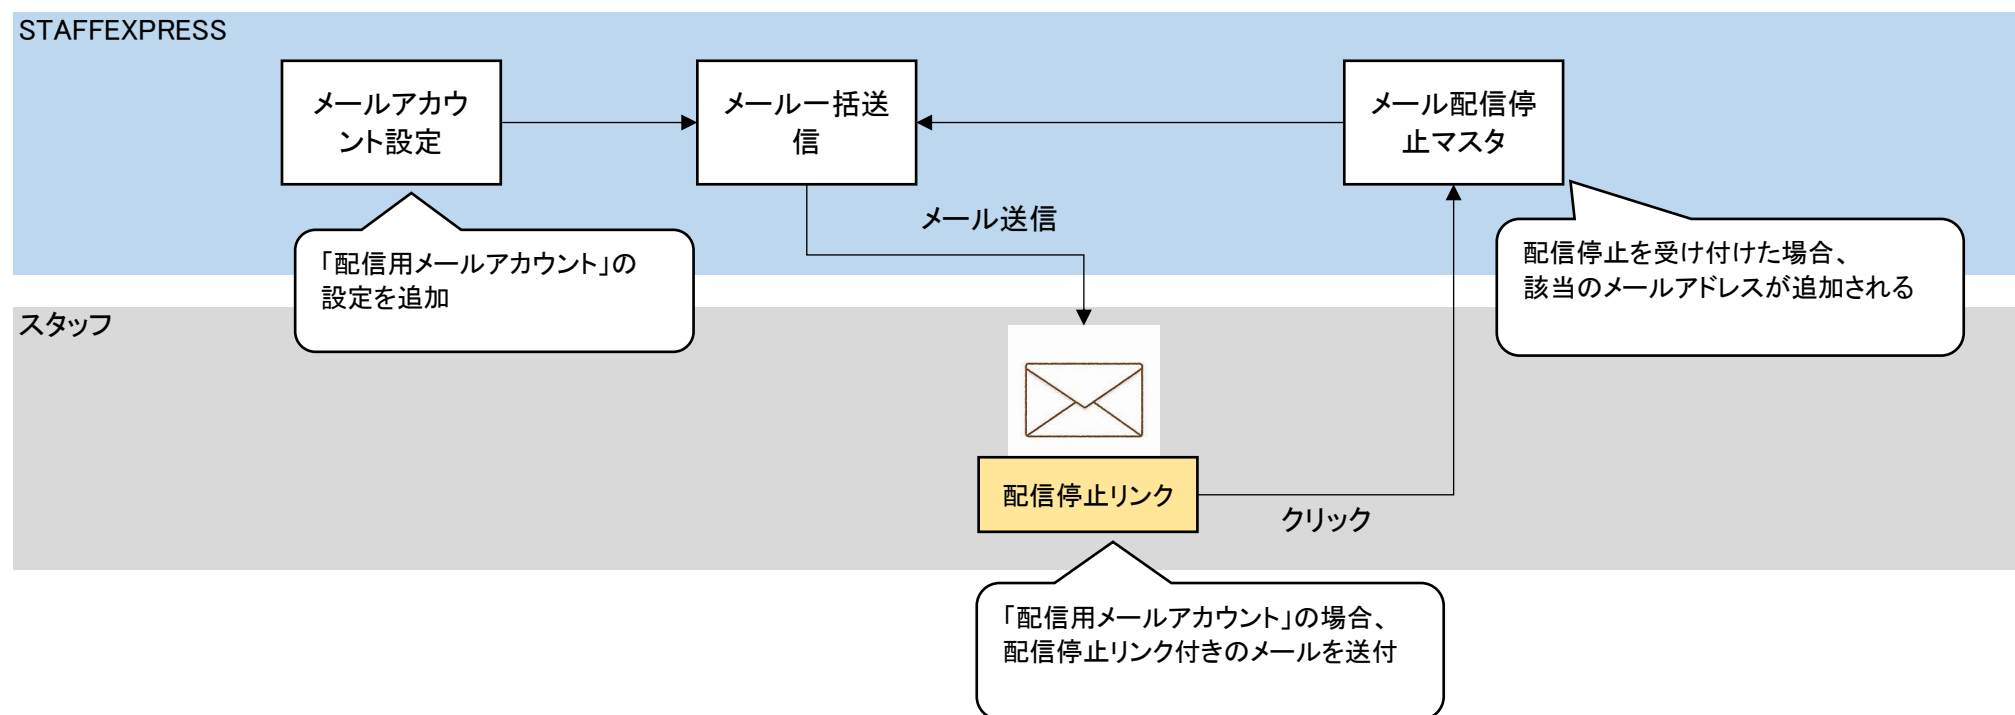 STAFFEXPRESS
メールアカウ
ント設定
メール一括送
信
メール配信停
止マスタ
メール送信
「配信用メールアカウント」の
設定を追加
配信停止を受け付けた場合、
該当のメールアドレスが追加される
スタッフ
配信停止リンク
クリック
「配信用メールアカウント」の場合、
配信停止リンク付きのメールを送付